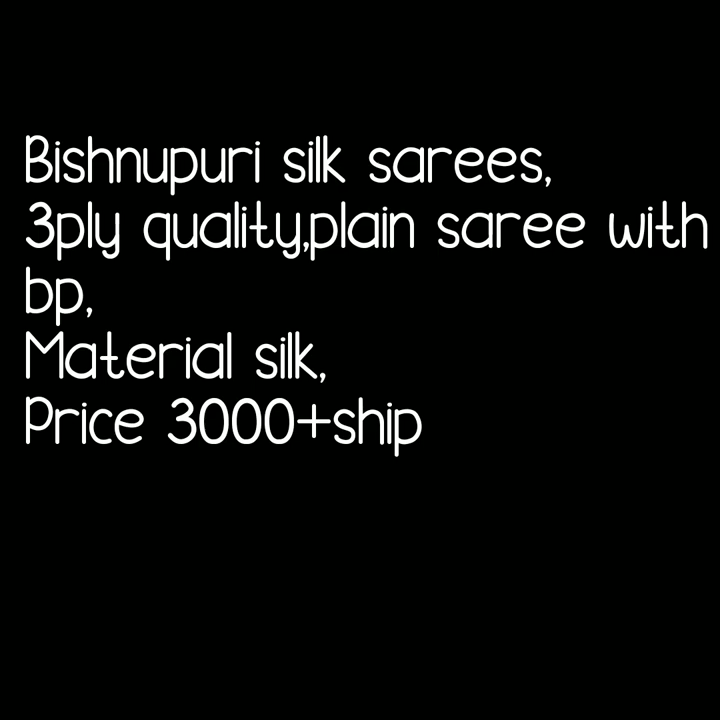 Bishnupuri silk sarees,
3ply quality,plain saree with
bp,
Material silk,
Price 3000+ship